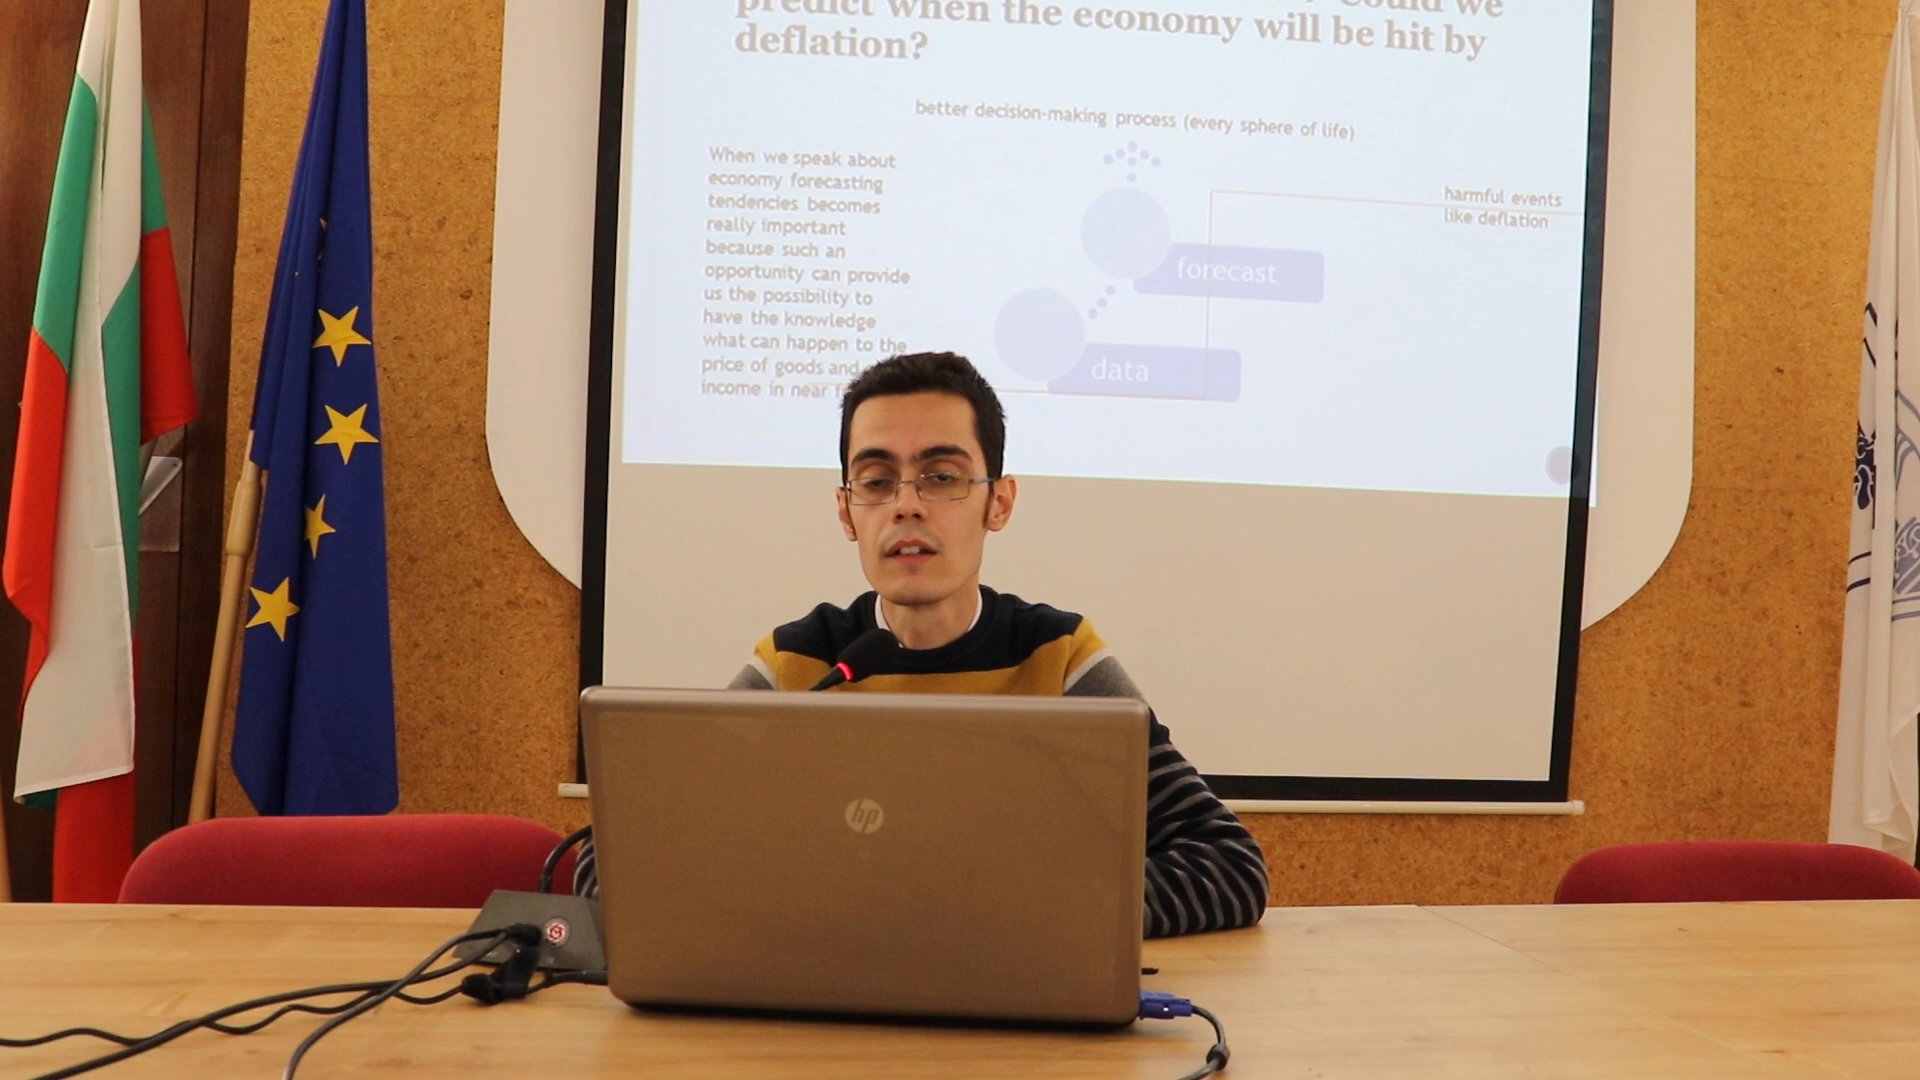 Could we
predict when the economy will be hit by
deflation?
better decision-making process (every sphere of life)
When we speak about
economy forecasting
tendencies becomes
really important
because such an
opportunity can provide
us the possibility to
have the knowledge
what can happen to the
price of goods and
income in near
harmful events
like deflation
forecast
data
hp